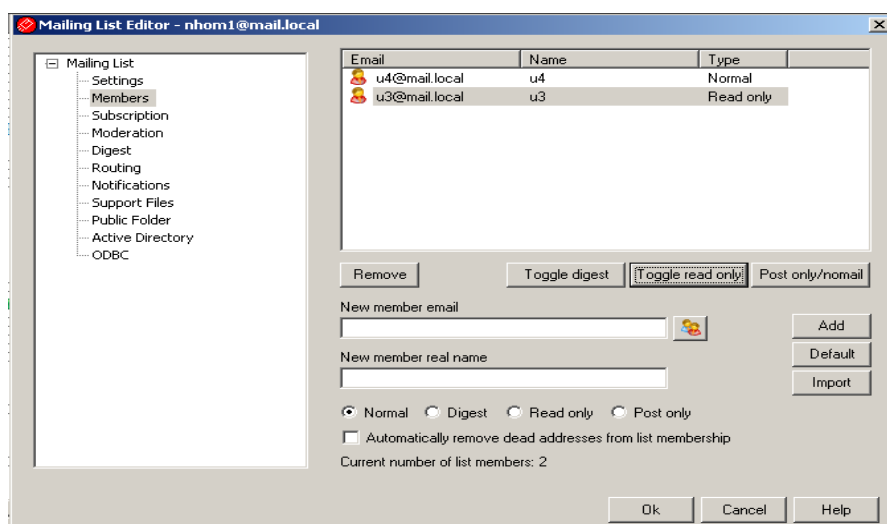 Mailing List Editor - nhom1@mail.local
Mailing List
Settings
Members
Subscription
Moderation
Digest
Routing
Notifications
Support Files
Public Folder
Active Directory
ODBC
Email Name Type
u4@mail.local u4 Normal
u3@mail.local u3 Read only
Remove Toggle digest Toggle read only Post only/nomail
New member email
Add
New member real name
Default
Import
Normal Digest Read only Post only
Automatically remove dead addresses from list membership
Current number of list members: 2
Ok Cancel Help